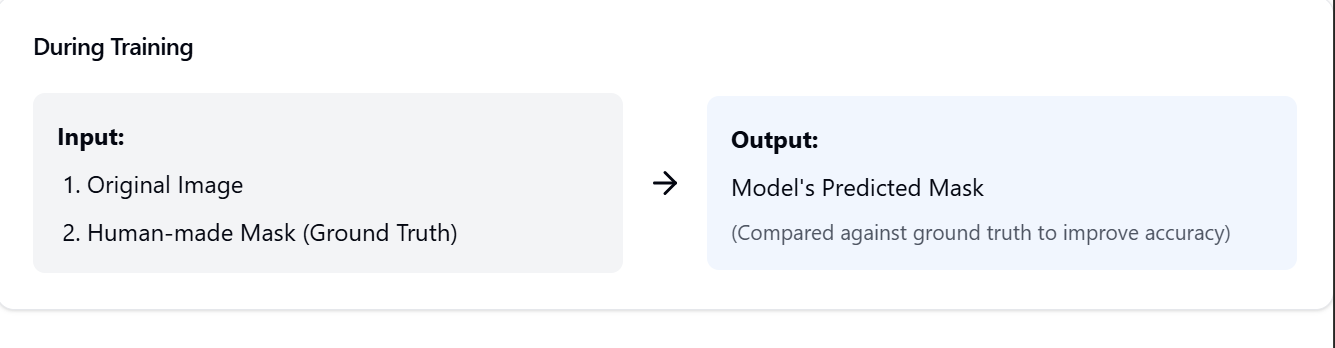 During Training
Input:
1. Original Image
2. Human-made Mask (Ground Truth)
Output:
Model's Predicted Mask
(Compared against ground truth to improve accuracy)